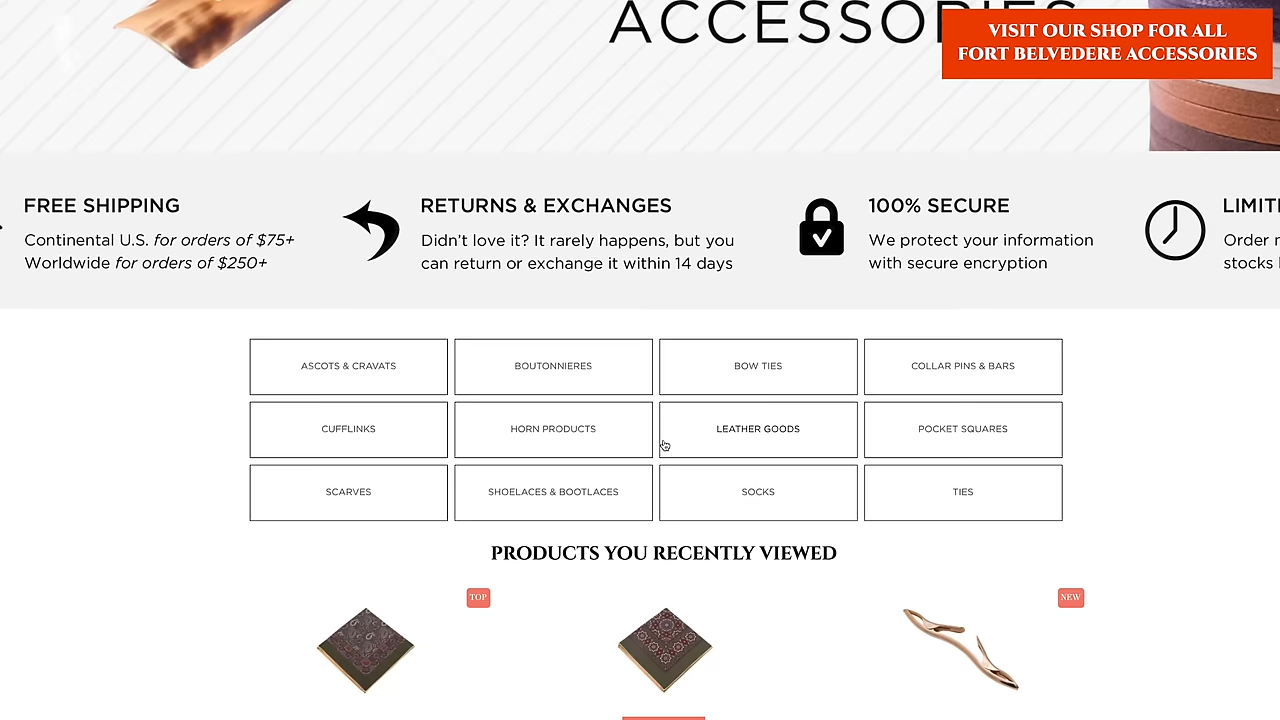 ACCESSORIES
VISIT OUR SHOP FOR ALL
FORT BELVEDERE ACCESSORIES
FREE SHIPPING
Continental U.S. for orders of $75+
Worldwide for orders of $250+
RETURNS & EXCHANGES
Didn't love it? It rarely happens, but you
can return or exchange it within 14 days
100% SECURE
We protect your information
with secure encryption
Order
stocks
ASCOTS & CRAVATS
BOUTONNIERES
BOW TIES
COLLAR PINS & BARS
CUFFLINKS
HORN PRODUCTS
LEATHER GOODS
POCKET SQUARES
SCARVES
SHOELACES & BOOTLACES
SOCKS
TIES
PRODUCTS YOU RECENTLY VIEWED
TOP
NEW